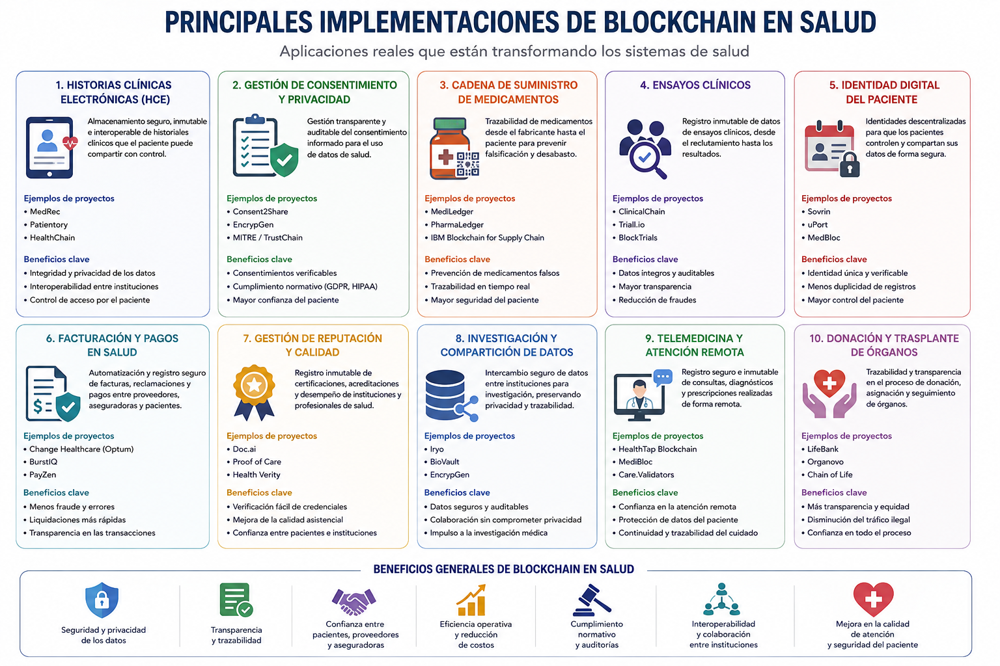 PRINCIPALES IMPLEMENTACIONES DE BLOCKCHAIN EN SALUD
Aplicaciones reales que están transformando los sistemas de salud
1. HISTORIAS CLÍNICAS
ELECTRÓNICAS (HCE)
Almacenamiento seguro, inmutable
e interoperable de historiales
clínicos que el paciente puede
compartir con control.
Ejemplos de proyectos
• MedRec
• Patientory
• HealthChain
Beneficios clave
• Integridad y privacidad de los datos
• Interoperabilidad entre instituciones
• Control de acceso por el paciente
2. GESTIÓN DE CONSENTIMIENTO
Y PRIVACIDAD
Gestión transparente y
auditable del consentimiento
informado para el uso
de datos de salud.
Ejemplos de proyectos
• Consent2Share
• EncrypGen
• MITRE / TrustChain
Beneficios clave
• Consentimientos verificables
• Cumplimiento normativo (GDPR, HIPAA)
• Mayor confianza del paciente
3. CADENA DE SUMINISTRO
DE MEDICAMENTOS
Trazabilidad de medicamentos
desde el fabricante hasta el
paciente para prevenir
falsificación y desabasto.
Ejemplos de proyectos
• MediLedger
• PharmaLedger
• IBM Blockchain for Supply Chain
Beneficios clave
• Prevención de medicamentos falsos
• Trazabilidad en tiempo real
• Mayor seguridad del paciente
4. ENSAYOS CLÍNICOS
Registro inmutable de datos
de ensayos clínicos, desde
el reclutamiento hasta los
resultados.
Ejemplos de proyectos
• ClinicalChain
• Triall.io
• BlockTrials
Beneficios clave
• Datos íntegros y auditables
• Mayor transparencia
• Reducción de fraudes
5. IDENTIDAD DIGITAL
DEL PACIENTE
Identidades descentralizadas
para que los pacientes
controlen y compartan sus
datos de forma segura.
Ejemplos de proyectos
• Sovrin
• uPort
• MedBloc
Beneficios clave
• Identidad única y verificable
• Menos duplicidad de registros
• Mayor control del paciente
6. FACTURACIÓN Y PAGOS
EN SALUD
Automatización y registro seguro
de facturas, reclamaciones y
pagos entre proveedores,
aseguradoras y pacientes.
$
Ejemplos de proyectos
• Change Healthcare (Optum)
• BurstIQ
• PayZen
Beneficios clave
• Menos fraude y errores
• Liquidaciones más rápidas
• Transparencia en las transacciones
7. GESTIÓN DE REPUTACIÓN
Y CALIDAD
Registro inmutable de
certificaciones, acreditaciones
y desempeño de instituciones y
profesionales de salud.
Ejemplos de proyectos
• Doc.ai
• Proof of Care
• Health Verity
Beneficios clave
• Verificación fácil de credenciales
• Mejora de la calidad asistencial
• Confianza entre pacientes e instituciones
8. INVESTIGACIÓN Y
COMPARTICIÓN DE DATOS
Intercambio seguro de datos
entre instituciones para
investigación, preservando
privacidad y trazabilidad.
Ejemplos de proyectos
• Iryo
• BioVault
• EncrypGen
Beneficios clave
• Datos seguros y auditables
• Colaboración sin comprometer privacidad
• Impulso a la investigación médica
9. TELEMEDICINA Y
ATENCIÓN REMOTA
Registro seguro e inmutable
de consultas, diagnósticos
y prescripciones realizadas
de forma remota.
Ejemplos de proyectos
• HealthTap Blockchain
• MediBloc
• Care.Validators
Beneficios clave
• Confianza en la atención remota
• Protección de datos del paciente
• Continuidad y trazabilidad del cuidado
10. DONACIÓN Y TRASPLANTE
DE ÓRGANOS
Trazabilidad y transparencia
en el proceso de donación,
asignación y seguimiento
de órganos.
Ejemplos de proyectos
• LifeBank
• Organovo
• Chain of Life
Beneficios clave
• Más transparencia y equidad
• Disminución del tráfico ilegal
• Confianza en todo el proceso
BENEFICIOS GENERALES DE BLOCKCHAIN EN SALUD
Seguridad y privacidad
de los datos
Transparencia
y trazabilidad
Confianza entre
pacientes, proveedores
y aseguradoras
Eficiencia operativa
y reducción
de costos
Cumplimiento
normativo
y auditorías
Interoperabilidad
y colaboración
entre instituciones
Mejora en la calidad
de atención
y seguridad del paciente